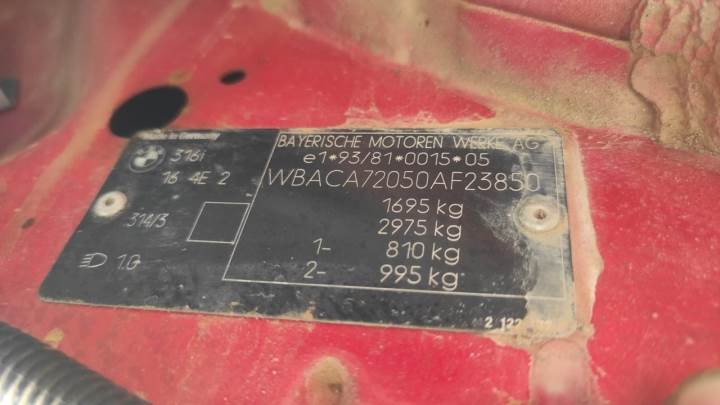 Made in Germany
BAYERISCHE MOTOREN WERKE AG
316i
e1*93/81*0015*05
16 4E 2
WBACA72050AF23850
1695 kg
314/3
2975 kg
1- 810 kg
1.0
2- 995 kg